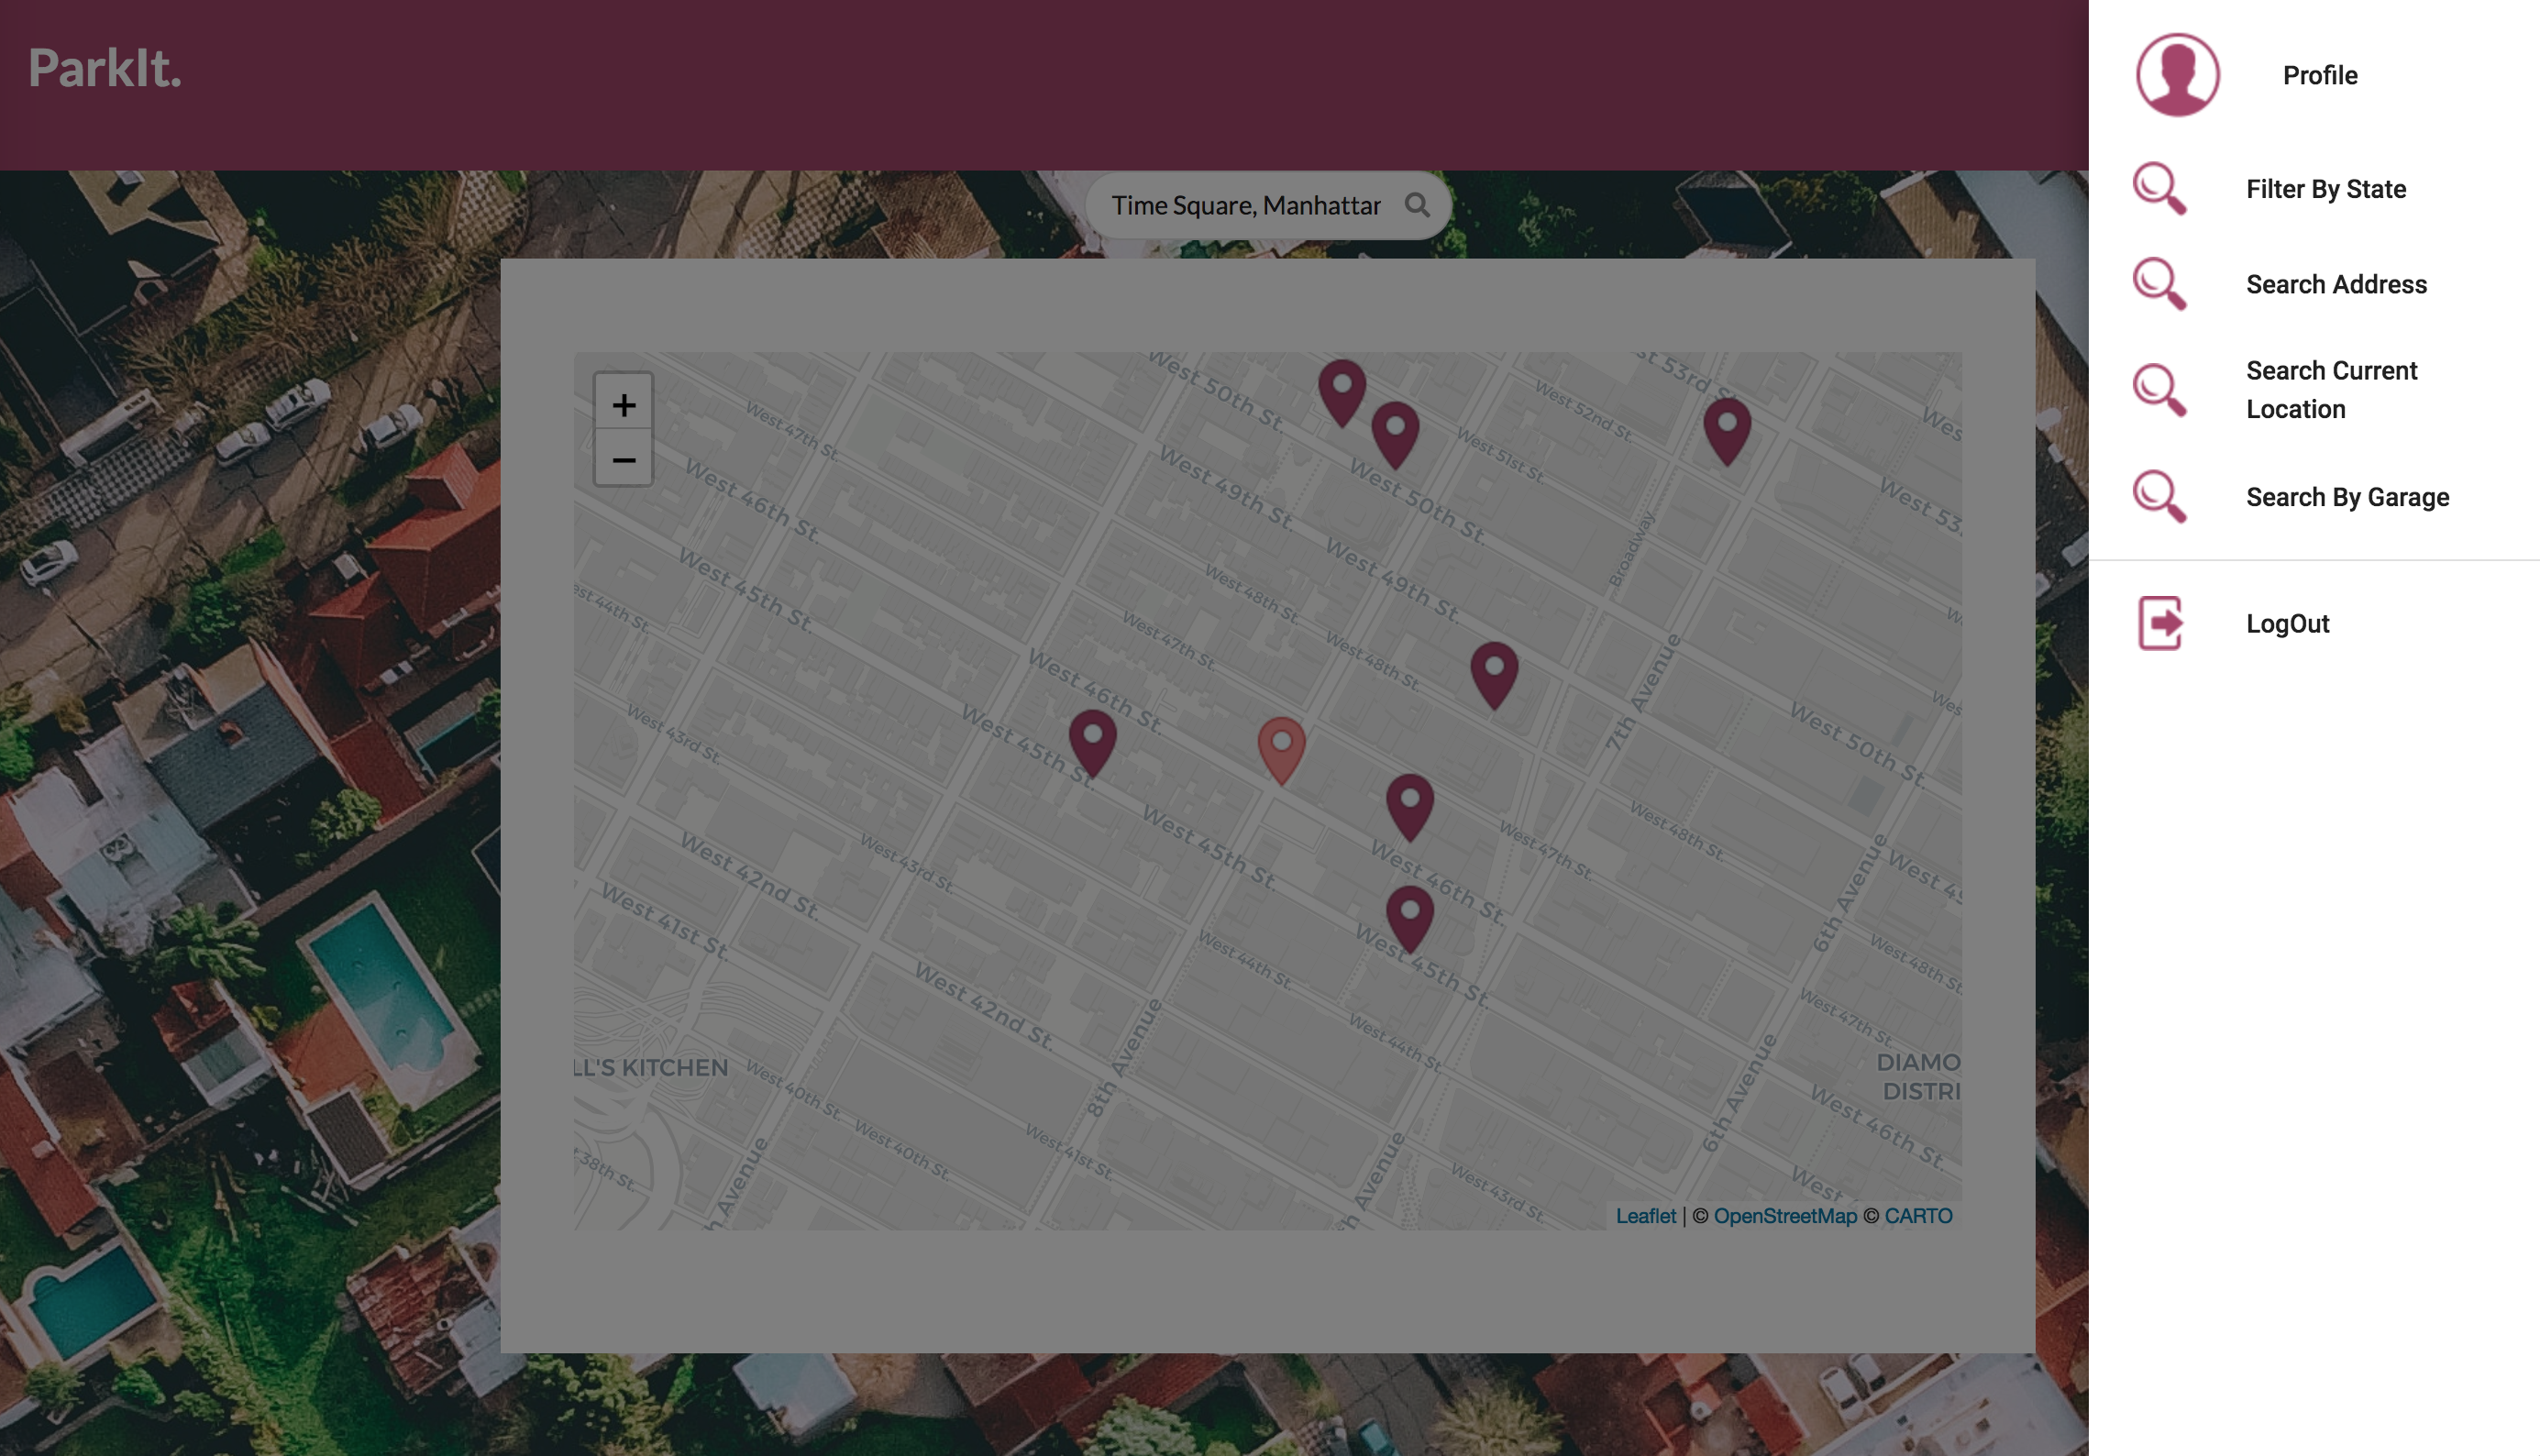 ParkIt.
Time Square, Manhattar
Profile
Filter By State
Search Address
Search Current
Location
Search By Garage
LogOut
+
−
West 50th St.
West 53rd St.
West 52nd St.
West 47th St.
West 51st St.
West 46th St.
West 49th St.
West 50th St.
West 53
Broadway
West 45th St.
West 48th St.
West 49th St.
West 44th St.
West 47th St.
West 48th St.
7th Avenue
West 46th St.
West 43rd St.
West 45th St.
West 50th St.
West 42nd St.
West 43rd St.
West 45th St.
West 46th St.
West 47th St.
West 48th St.
6th Avenue
West 41st St.
West 42nd St.
West 44th St.
West 45th St.
West 48th St.
West 47th St.
West 44th St.
8th Avenue
6th Avenue
LL'S KITCHEN
DIAMO
DISTRI
West 40th St.
West 40th St.
West 41st St.
West 46th St.
West 43rd St.
t 38th St.
h Avenue
h Avenue
West
Leaflet | © OpenStreetMap © CARTO